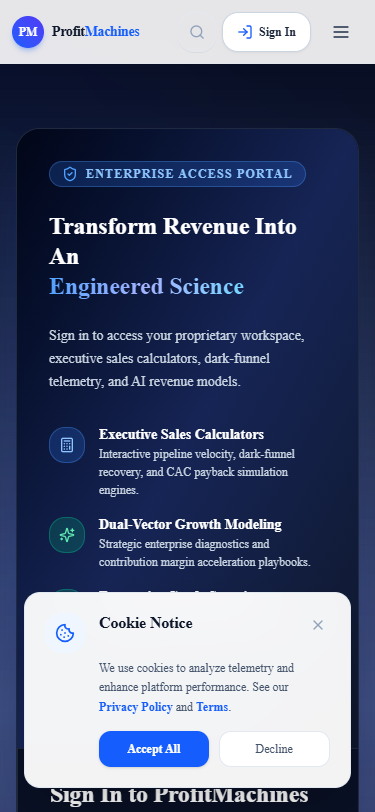 PM ProfitMachines Sign In
ENTERPRISE ACCESS PORTAL
Transform Revenue Into
An
Engineered Science
Sign in to access your proprietary workspace,
executive sales calculators, dark-funnel
telemetry, and AI revenue models.
Executive Sales Calculators
Interactive pipeline velocity, dark-funnel
recovery, and CAC payback simulation
engines.
Dual-Vector Growth Modeling
Strategic enterprise diagnostics and
contribution margin acceleration playbooks.
Cookie Notice
We use cookies to analyze telemetry and
enhance platform performance. See our
Privacy Policy and Terms.
Accept All Decline
Sign In to ProfitMachines